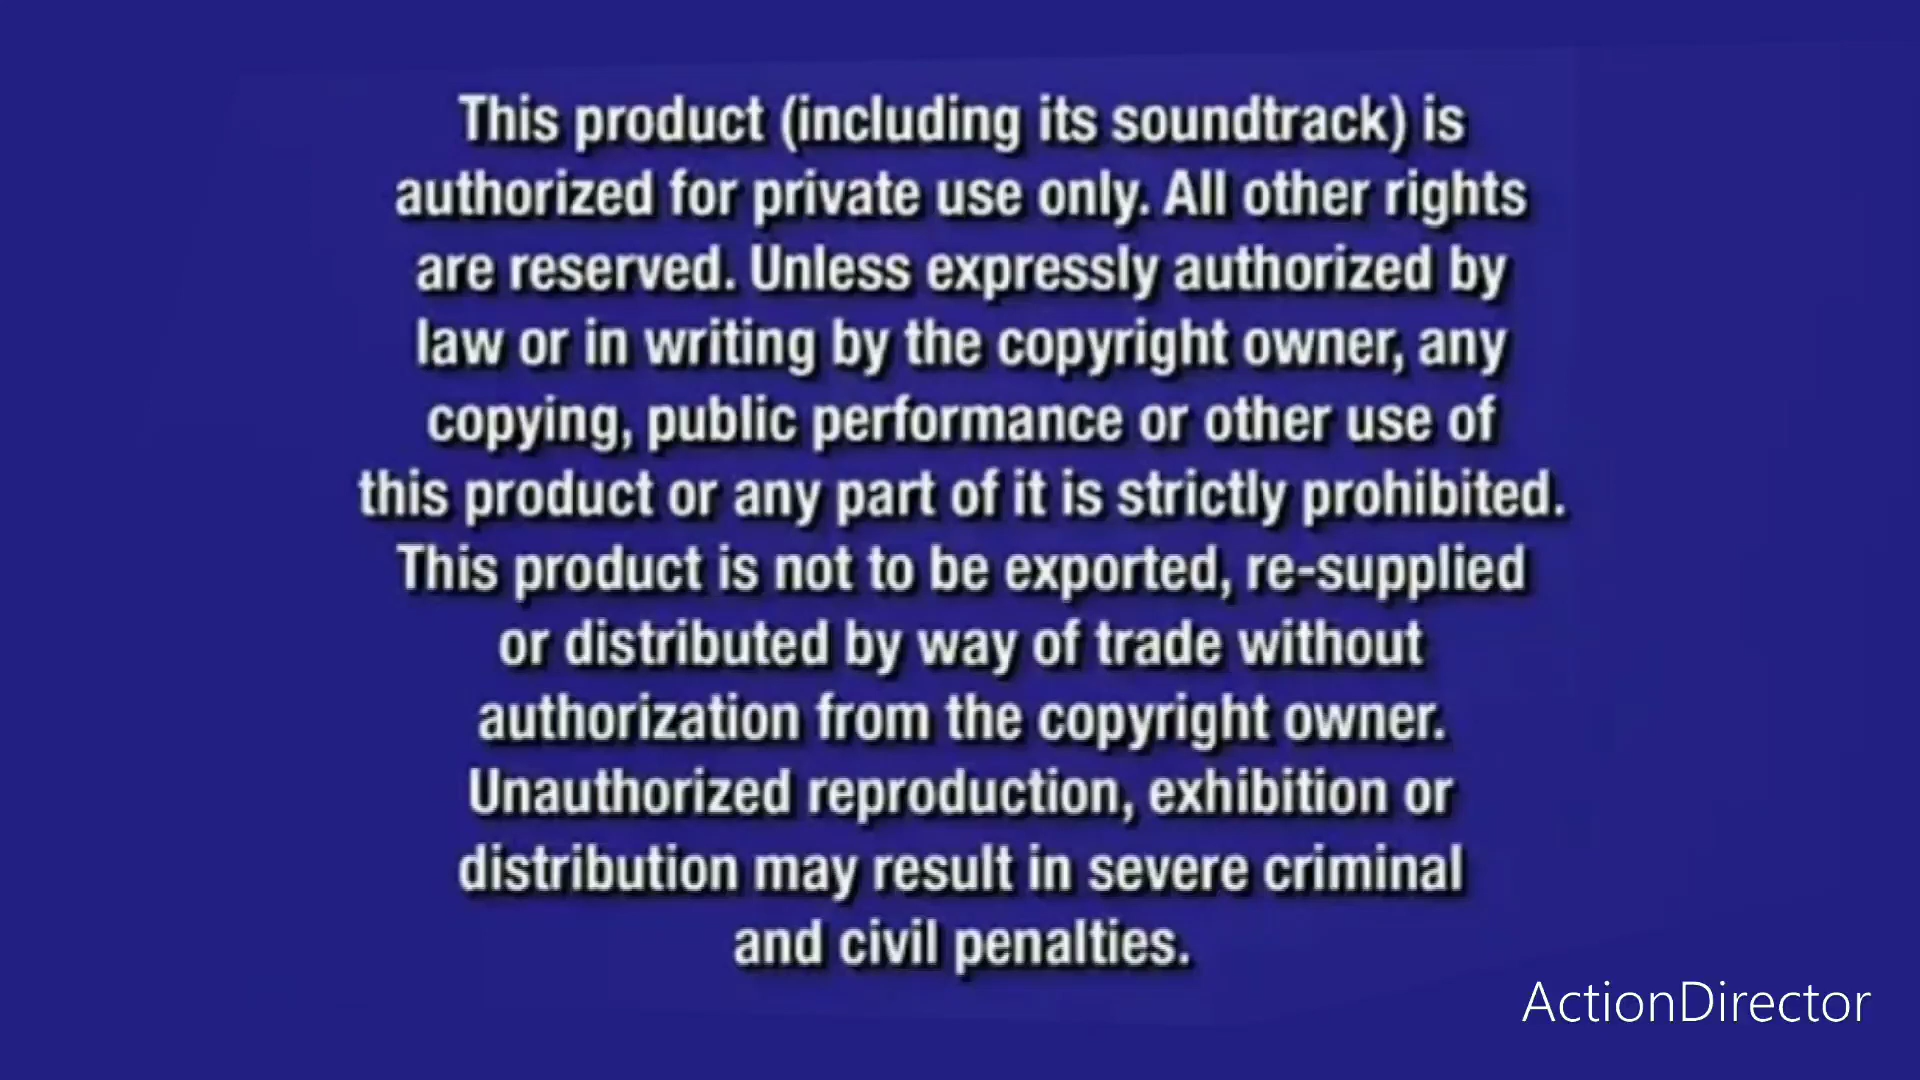 This product (including its soundtrack) is
authorized for private use only. All other rights
are reserved. Unless expressly authorized by
law or in writing by the copyright owner, any
copying, public performance or other use of
this product or any part of it is strictly prohibited.
This product is not to be exported, re-supplied
or distributed by way of trade without
authorization from the copyright owner.
Unauthorized reproduction, exhibition or
distribution may result in severe criminal
and civil penalties.
ActionDirector